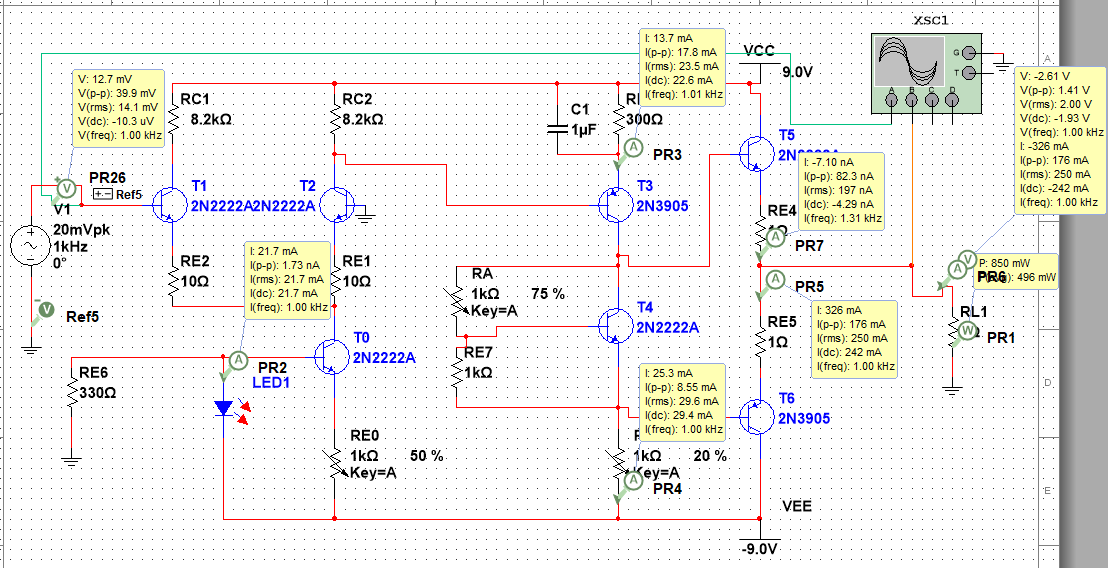 XSC1
G
T
A B C D
VCC
9.0V
I: 13.7 mA
I(p-p): 17.8 mA
I(rms): 23.5 mA
I(dc): 22.6 mA
I(freq): 1.01 kHz
V: 12.7 mV
V(p-p): 39.9 mV
V(rms): 14.1 mV
V(dc): -10.3 uV
V(freq): 1.00 kHz
V: -2.61 V
V(p-p): 1.41 V
V(rms): 2.00 V
V(dc): -1.93 V
V(freq): 1.00 kHz
I: -326 mA
I(p-p): 176 mA
I(rms): 250 mA
I(dc): -242 mA
I(freq): 1.00 kHz
A
RC1
8.2kΩ
RC2
8.2kΩ
C1
1µF
300Ω
A
PR3
T5
I: -7.10 nA
I(p-p): 82.3 nA
I(rms): 197 nA
I(dc): -4.29 nA
I(freq): 1.31 kHz
PR26
V
Ref5
V1
20mVpk
1kHz
0°
T1
2N2222A
T2
2N2222A
T3
2N3905
RE4
A
PR7
I: 21.7 mA
I(p-p): 1.73 nA
I(rms): 21.7 mA
I(dc): 21.7 mA
I(freq): 1.00 kHz
RE2
10Ω
RE1
10Ω
RA
1kΩ
Key=A
75 %
A
PR5
A
V
P: 850 mW
496 mW
PR6
I: 326 mA
I(p-p): 176 mA
I(rms): 250 mA
I(dc): 242 mA
I(freq): 1.00 kHz
V
Ref5
T4
2N2222A
RE5
1Ω
RL1
W
PR1
T0
2N2222A
A
PR2
LED1
RE6
330Ω
RE7
1kΩ
I: 25.3 mA
I(p-p): 8.55 mA
I(rms): 29.6 mA
I(dc): 29.4 mA
I(freq): 1.00 kHz
D
T6
2N3905
RE0
1kΩ
Key=A
50 %
1kΩ
Key=A
20 %
A
PR4
E
VEE
-9.0V